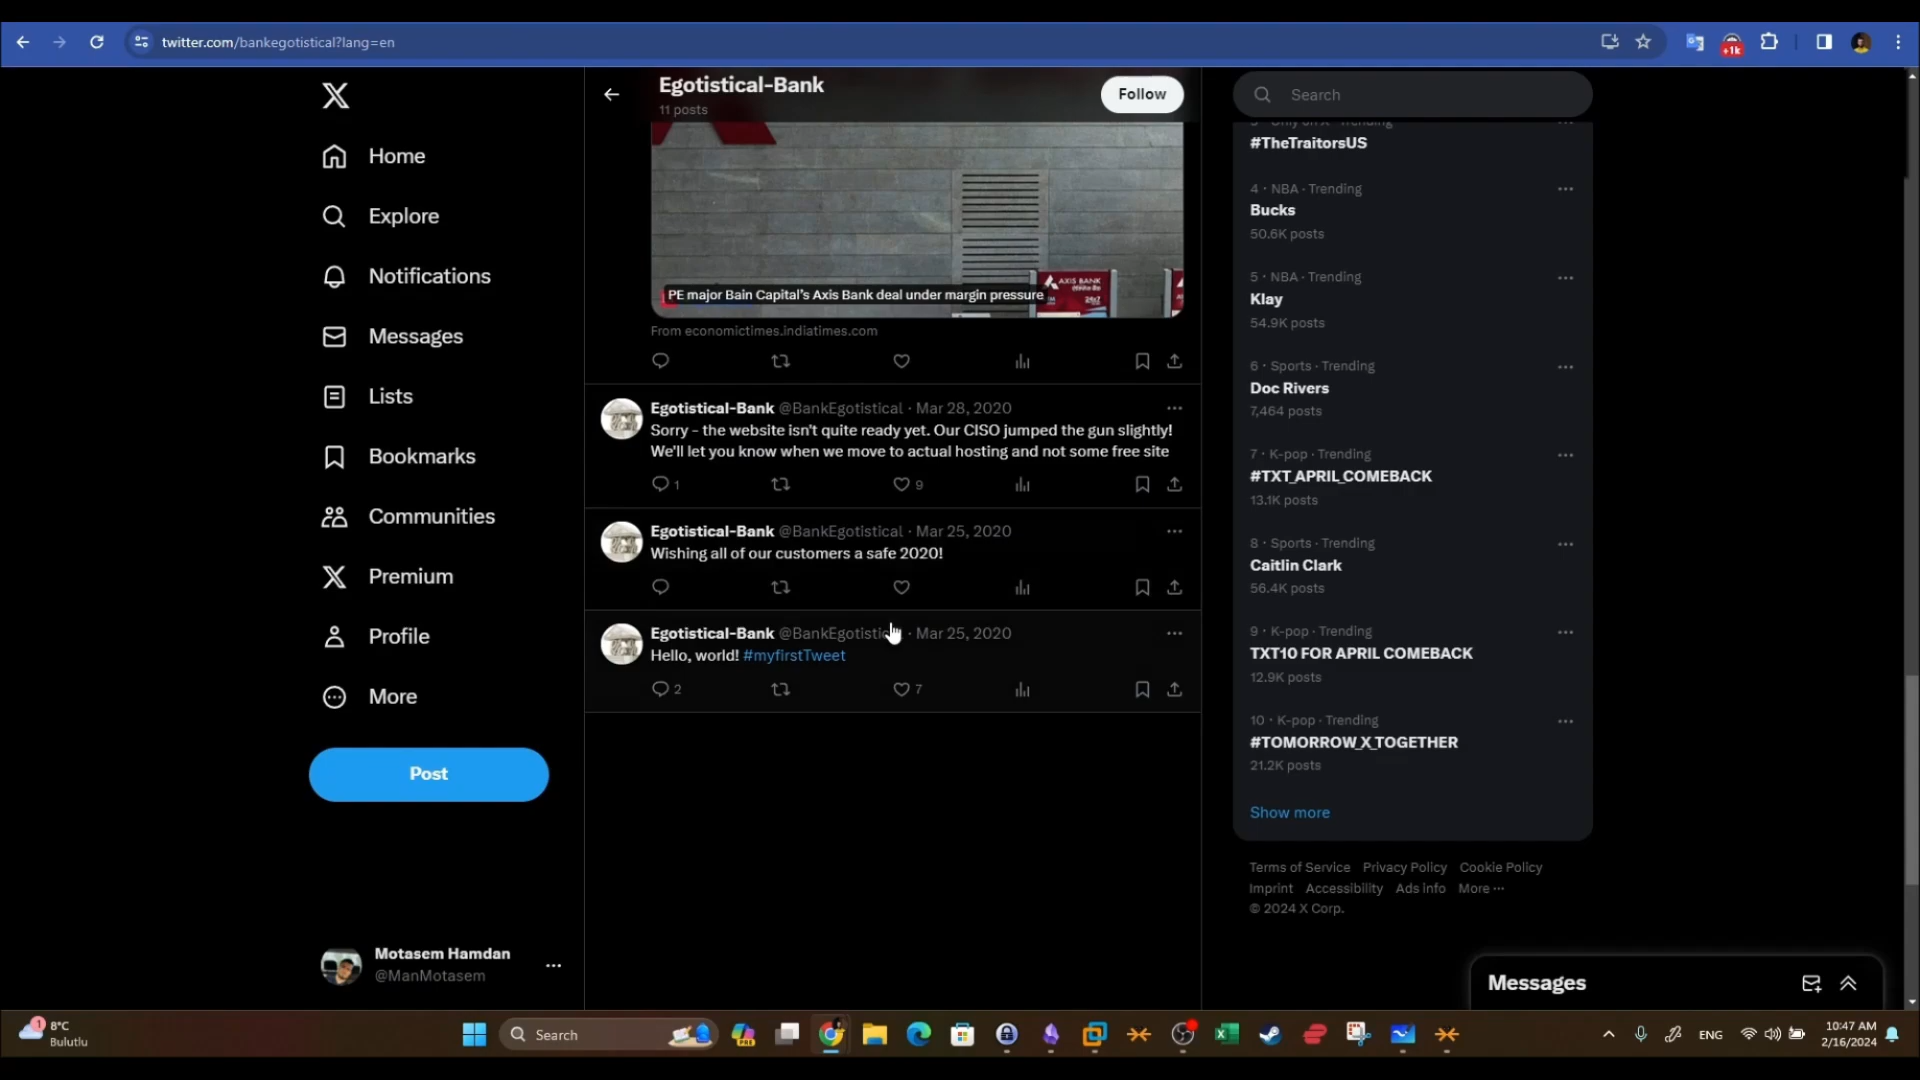 twitter.com/bankegotistical?lang=en
+1k
Home
Explore
Notifications
Messages
Lists
Bookmarks
Communities
Premium
Profile
More
Post
Motasem Hamdan
@ManMotasem
Egotistical-Bank
11 posts
Follow
AXIS BANK
PE major Bain Capital's Axis Bank deal under margin pressure
From economictimes.indiatimes.com
Egotistical-Bank @BankEgotistical · Mar 28, 2020
Sorry - the website isn't quite ready yet. Our CISO jumped the gun slightly!
We'll let you know when we move to actual hosting and not some free site
1
9
Egotistical-Bank @BankEgotistical · Mar 25, 2020
Wishing all of our customers a safe 2020!
Egotistical-Bank @BankEgotistical · Mar 25, 2020
Hello, world! #myfirstTweet
2
7
Search
3 · Only on X · Trending
#TheTraitorsUS
4 · NBA · Trending
Bucks
50.6K posts
5 · NBA · Trending
Klay
54.9K posts
6 · Sports · Trending
Doc Rivers
7,464 posts
7 · K-pop · Trending
#TXT_APRIL_COMEBACK
13.1K posts
8 · Sports · Trending
Caitlin Clark
56.4K posts
9 · K-pop · Trending
TXT10 FOR APRIL COMEBACK
12.9K posts
10 · K-pop · Trending
#TOMORROW_X_TOGETHER
21.2K posts
Show more
Terms of Service Privacy Policy Cookie Policy
Imprint Accessibility Ads info More ···
© 2024 X Corp.
Messages
1
8°C
Bulutlu
Search
ENG
10:47 AM
2/16/2024